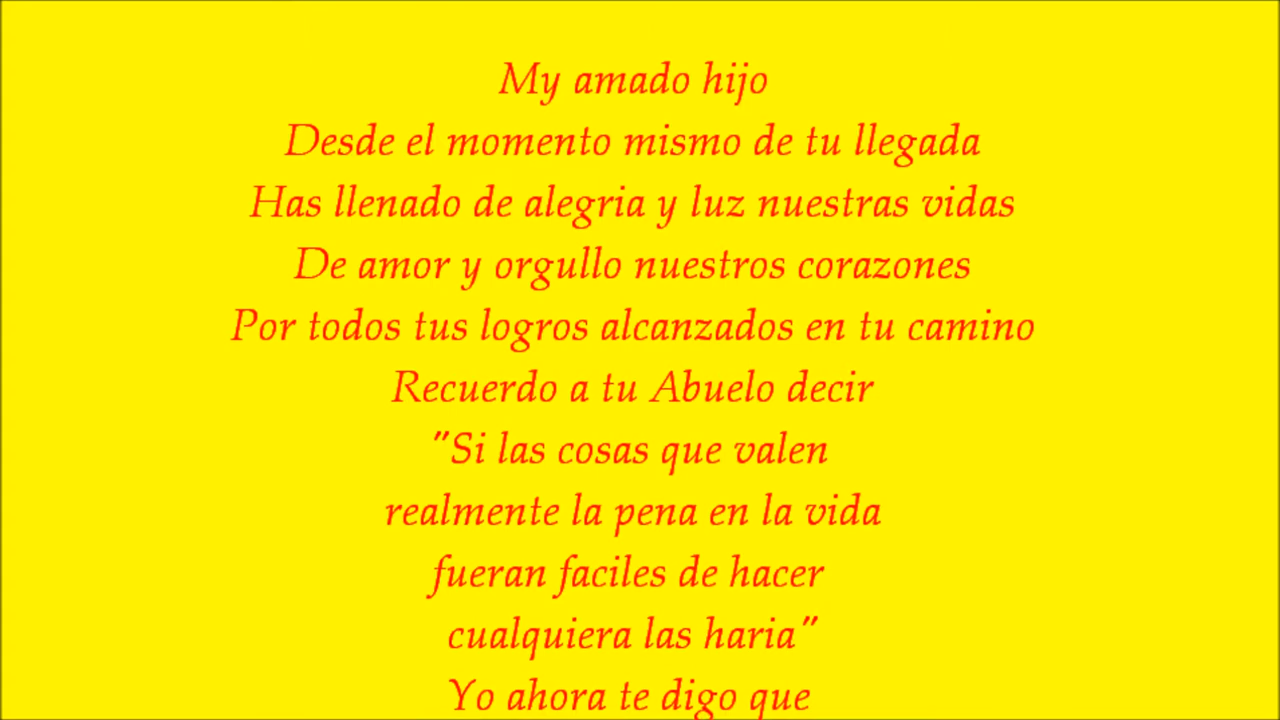 My amado hijo
Desde el momento mismo de tu llegada
Has llenado de alegria y luz nuestras vidas
De amor y orgullo nuestros corazones
Por todos tus logros alcanzados en tu camino
Recuerdo a tu Abuelo decir
"Si las cosas que valen
realmente la pena en la vida
fueran faciles de hacer
cualquiera las haria"
Yo ahora te digo que